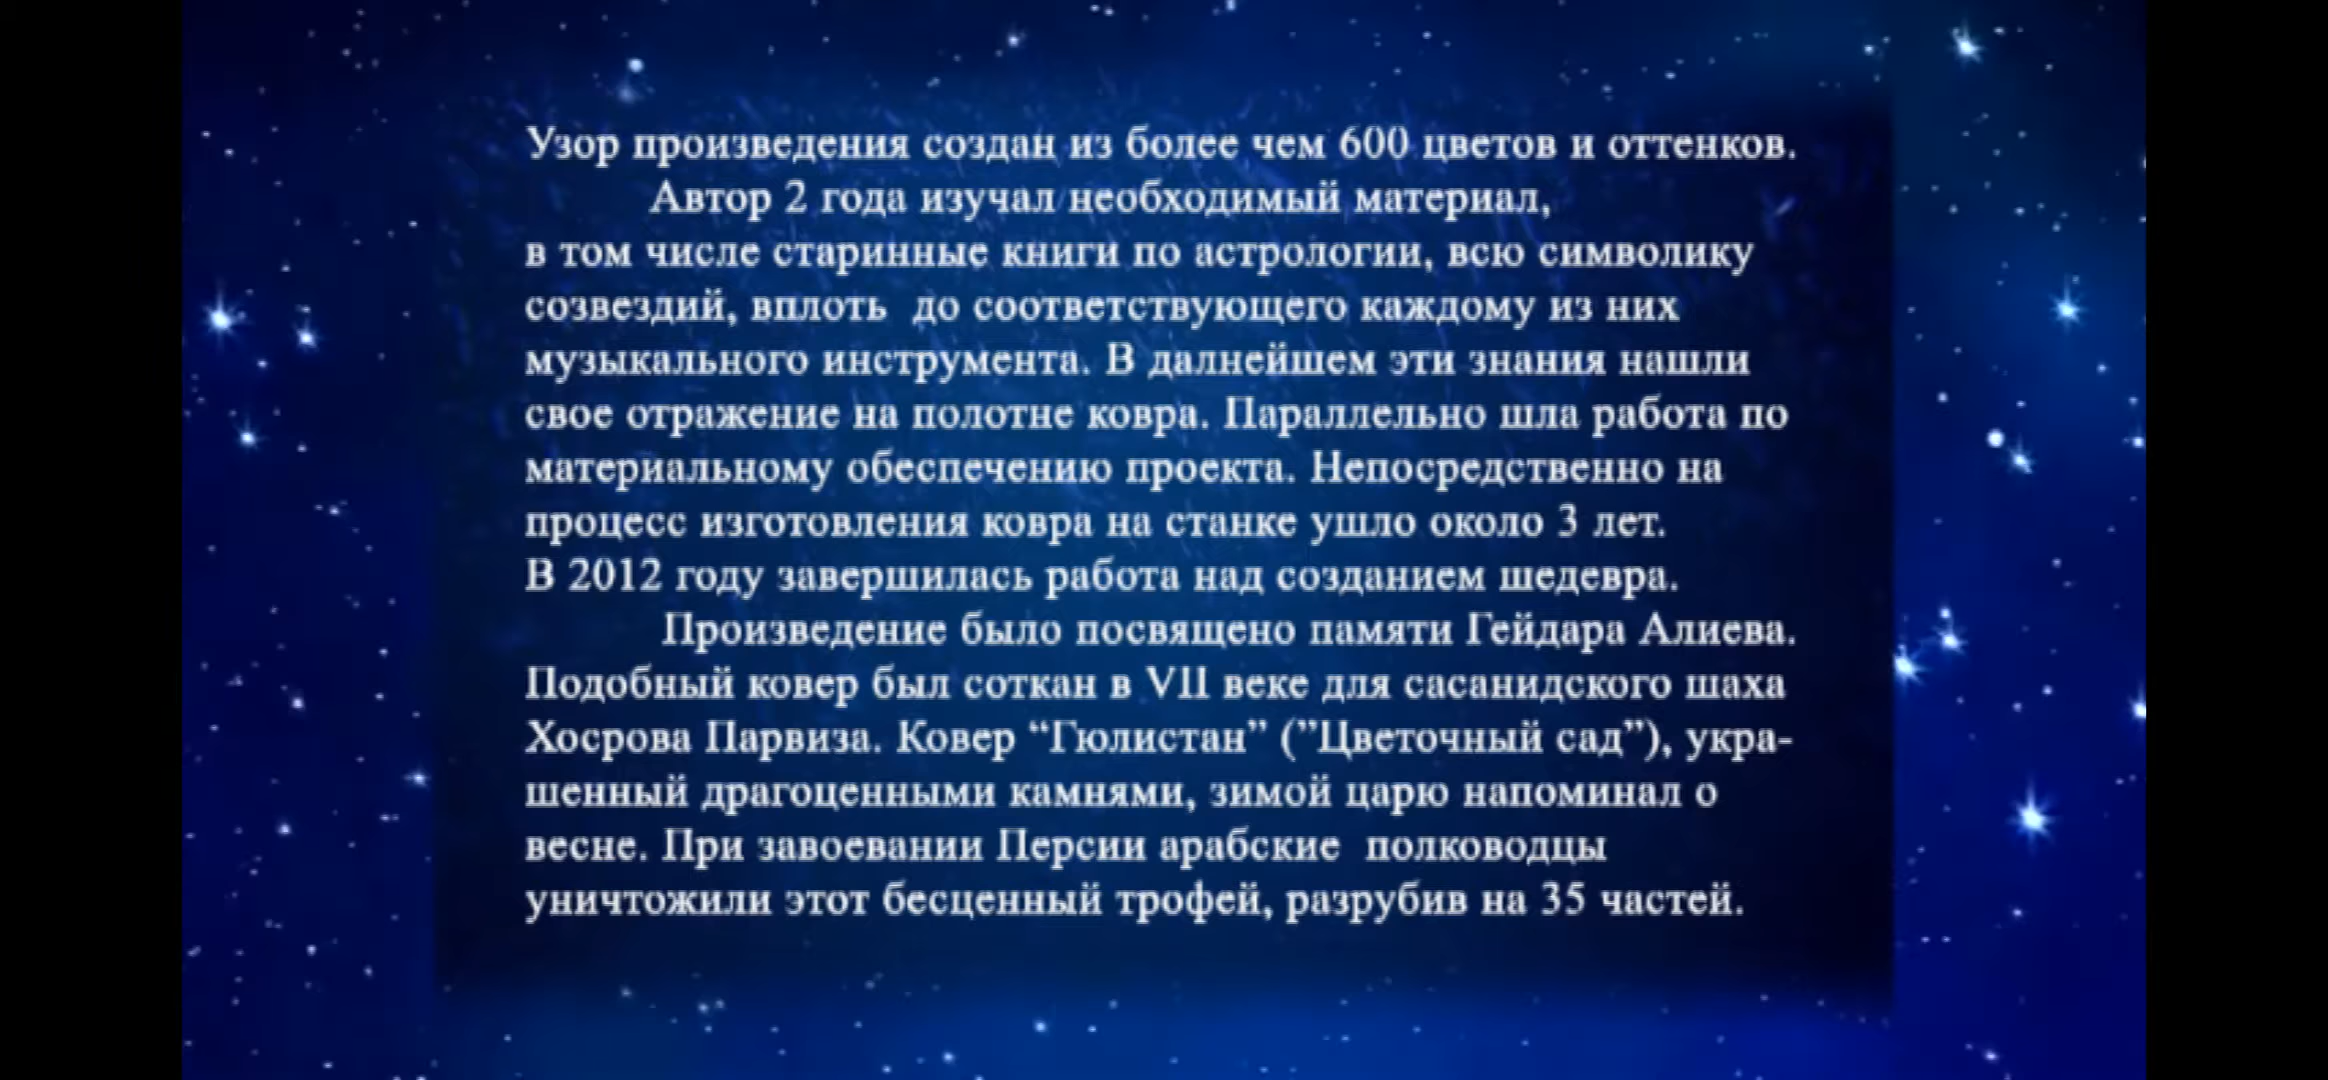 Узор произведения создан из более чем 600 цветов и оттенков.
Автор 2 года изучал необходимый материал,
в том числе старинные книги по астрологии, всю символику
созвездий, вплоть  до соответствующего каждому из них
музыкального инструмента. В далнейшем эти знания нашли
свое отражение на полотне ковра. Параллельно шла работа по
материальному обеспечению проекта. Непосредственно на
процесс изготовления ковра на станке ушло около 3 лет.
В 2012 году завершилась работа над созданием шедевра.
Произведение было посвящено памяти Гейдара Алиева.
Подобный ковер был соткан в VII веке для сасанидского шаха
Хосрова Парвиза. Ковер “Гюлистан” (”Цветочный сад”), укра-
шенный драгоценными камнями, зимой царю напоминал о
весне. При завоевании Персии арабские  полководцы
уничтожили этот бесценный трофей, разрубив на 35 частей.